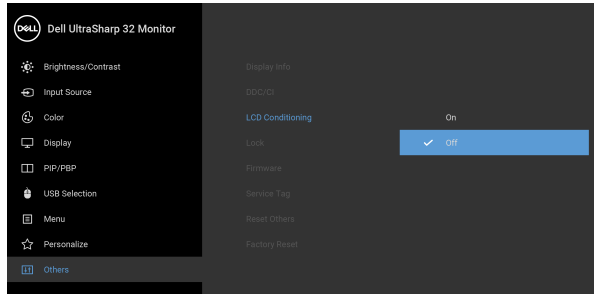 DELL
Dell UltraSharp 32 Monitor
Brightness/Contrast
Input Source
Color
Display
PIP/PBP
USB Selection
Menu
Personalize
Others
Display Info
DDC/CI
LCD Conditioning
Lock
Firmware
Service Tag
Reset Others
Factory Reset
On
Off